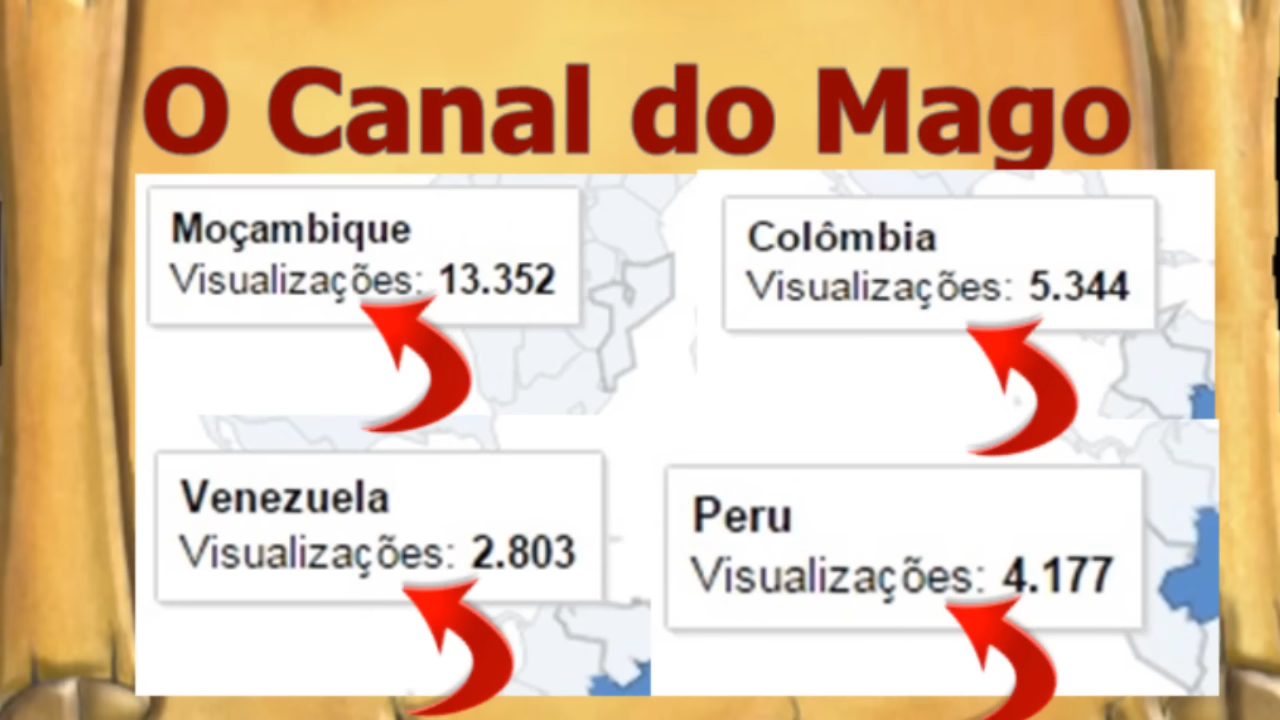 O Canal do Mago
Moçambique
Visualizações: 13.352
Colômbia
Visualizações: 5.344
Venezuela
Visualizações: 2.803
Peru
Visualizações: 4.177